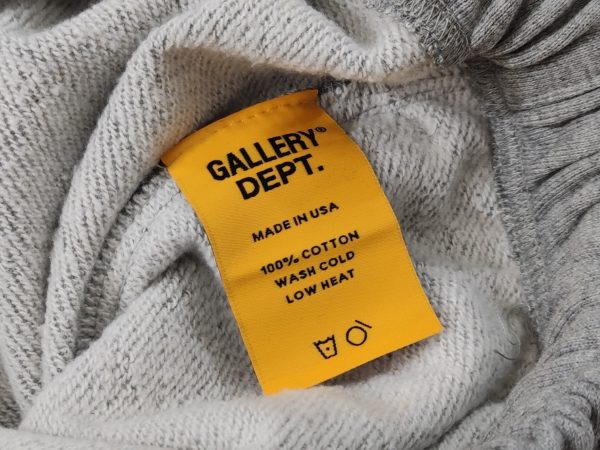 GALLERY®
DEPT.
MADE IN USA
100% COTTON
WASH COLD
LOW HEAT